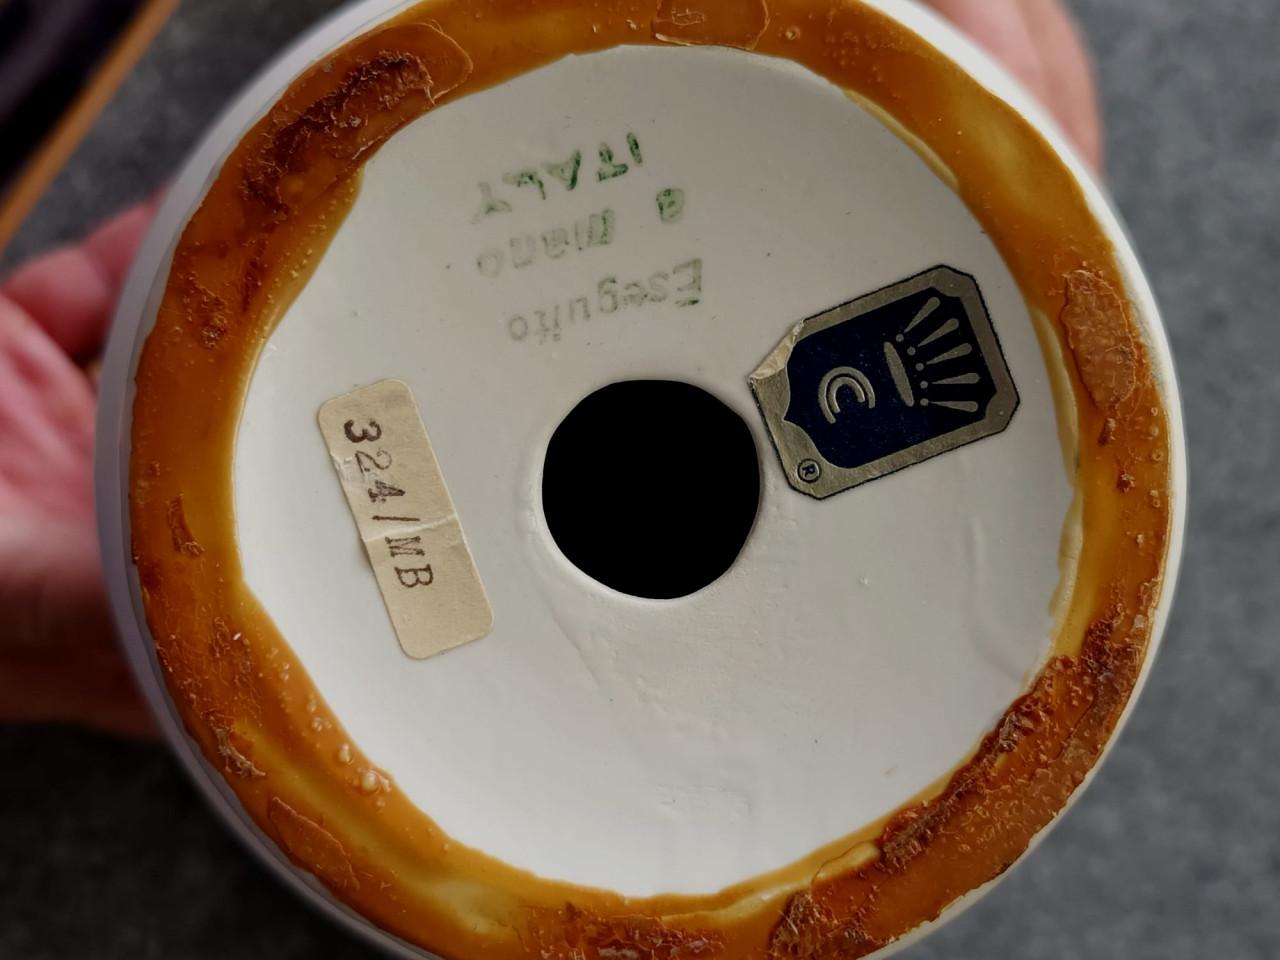 Eseguito
a mano
ITALY
324/MB
C
®